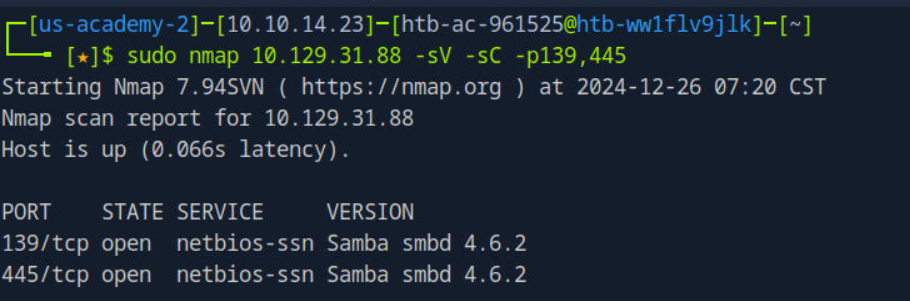 [us-academy-2]-[10.10.14.23]-[htb-ac-961525@htb-ww1flv9jlk]-[~]
[★]$ sudo nmap 10.129.31.88 -sV -sC -p139,445
Starting Nmap 7.94SVN ( https://nmap.org ) at 2024-12-26 07:20 CST
Nmap scan report for 10.129.31.88
Host is up (0.066s latency).
PORT    STATE SERVICE     VERSION
139/tcp open  netbios-ssn Samba smbd 4.6.2
445/tcp open  netbios-ssn Samba smbd 4.6.2